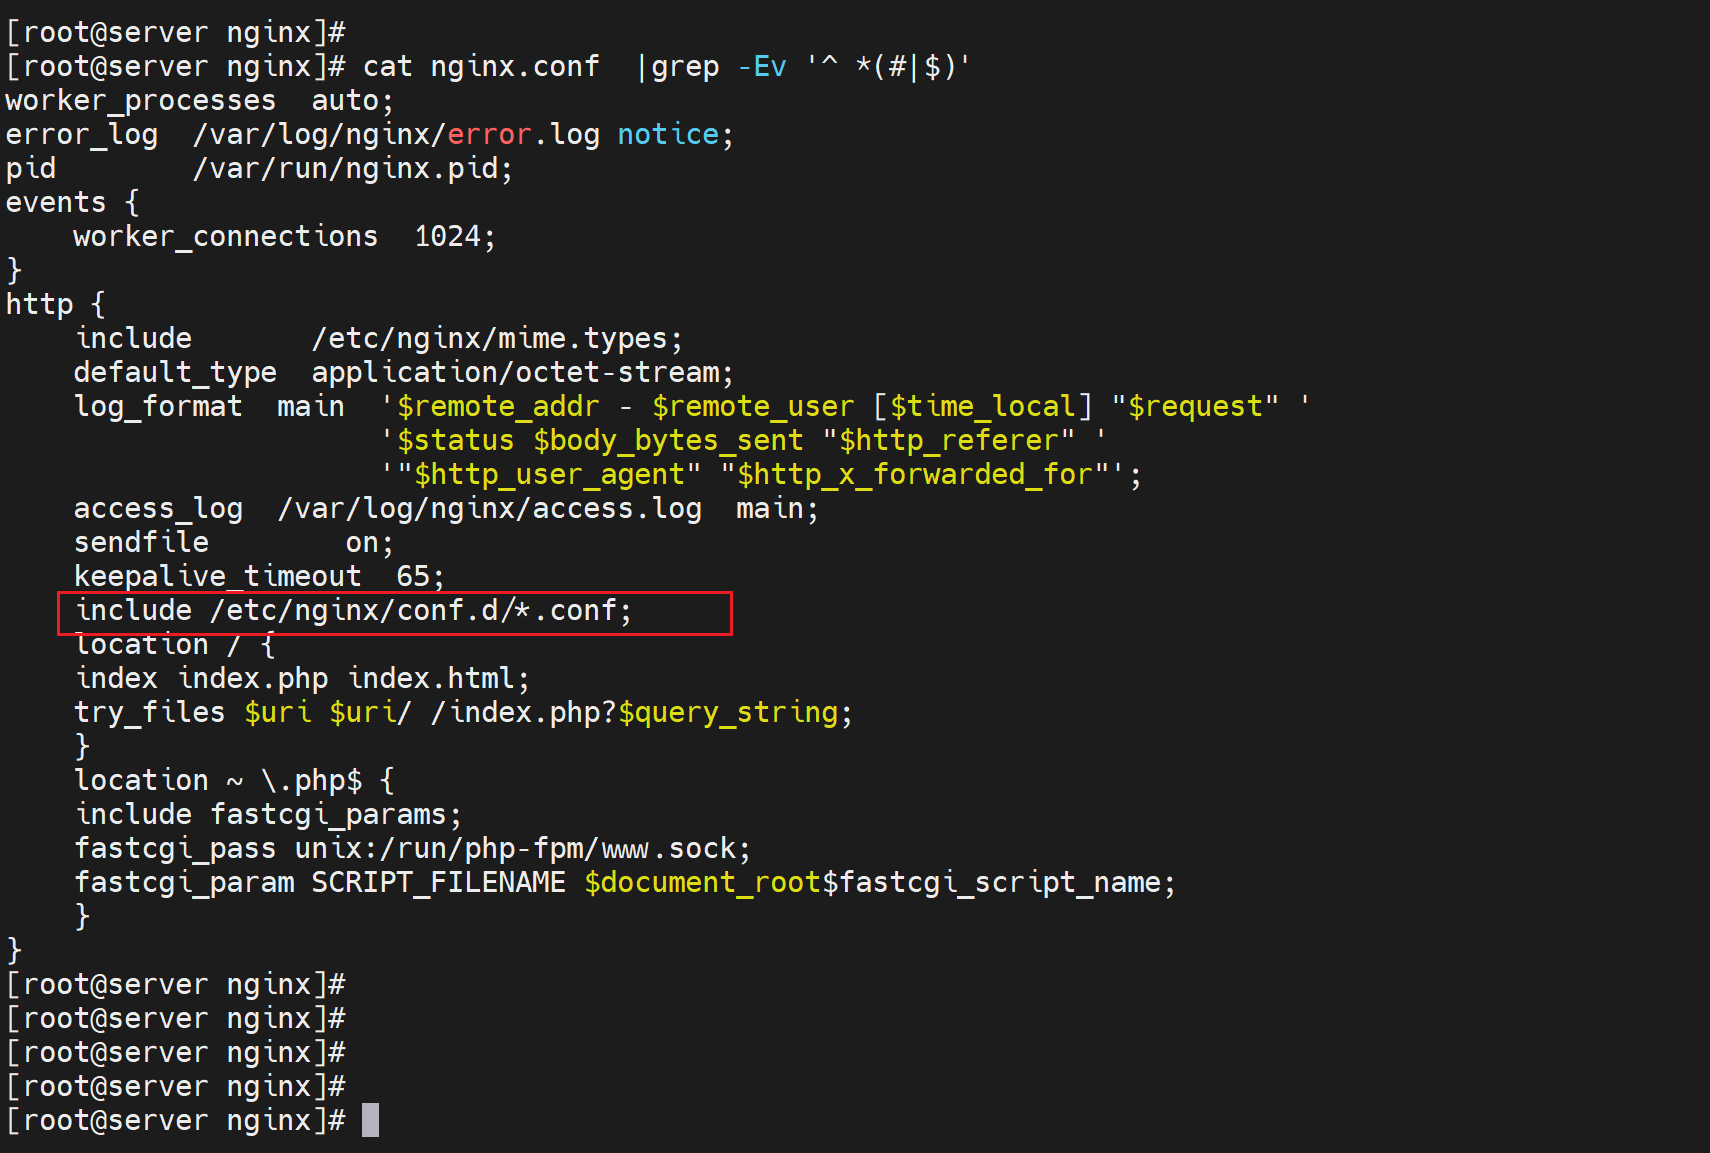 [root@server nginx]#
[root@server nginx]# cat nginx.conf  |grep -Ev '^ *(#|$)'
worker_processes  auto;
error_log  /var/log/nginx/error.log notice;
pid        /var/run/nginx.pid;
events {
    worker_connections  1024;
}
http {
    include       /etc/nginx/mime.types;
    default_type  application/octet-stream;
    log_format  main  '$remote_addr - $remote_user [$time_local] "$request" '
                      '$status $body_bytes_sent "$http_referer" '
                      '"$http_user_agent" "$http_x_forwarded_for"';
    access_log  /var/log/nginx/access.log  main;
    sendfile        on;
    keepalive_timeout  65;
    include /etc/nginx/conf.d/*.conf;
    location / {
    index index.php index.html;
    try_files $uri $uri/ /index.php?$query_string;
    }
    location ~ \.php$ {
    include fastcgi_params;
    fastcgi_pass unix:/run/php-fpm/www.sock;
    fastcgi_param SCRIPT_FILENAME $document_root$fastcgi_script_name;
    }
}
[root@server nginx]#
[root@server nginx]#
[root@server nginx]#
[root@server nginx]#
[root@server nginx]#